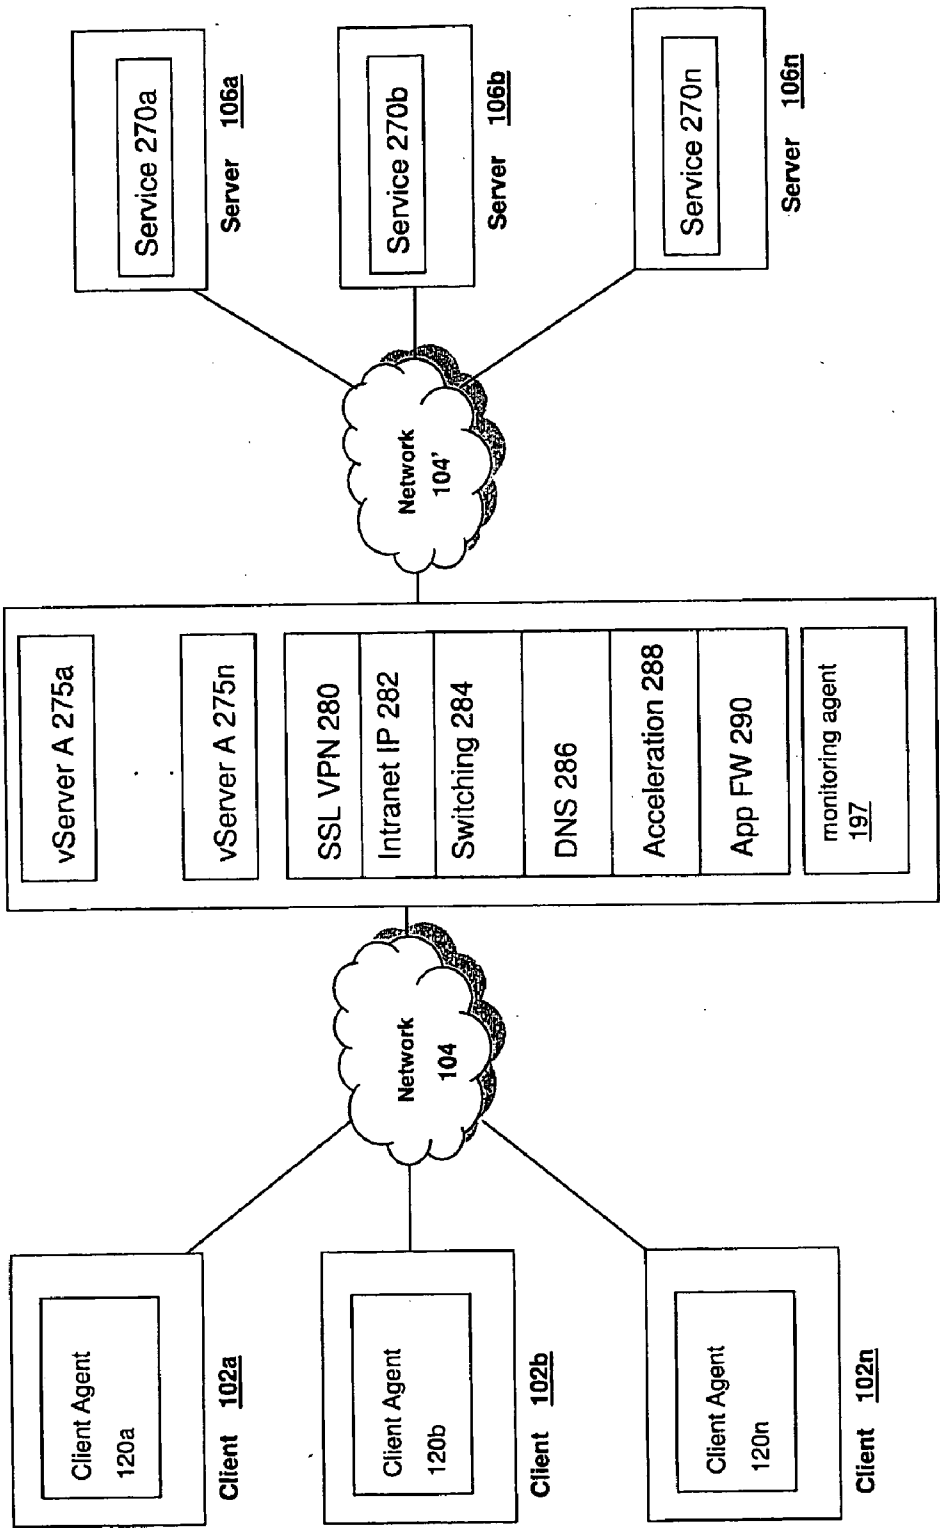 Client Agent
120a
Client 102a
Client Agent
120b
Client 102b
Client Agent
120n
Client 102n
Network
104
vServer A 275a
vServer A 275n
SSL VPN 280
Intranet IP 282
Switching 284
DNS 286
Acceleration 288
App FW 290
monitoring agent
197
Network
104'
Service 270a
Server 106a
Service 270b
Server 106b
Service 270n
Server 106n